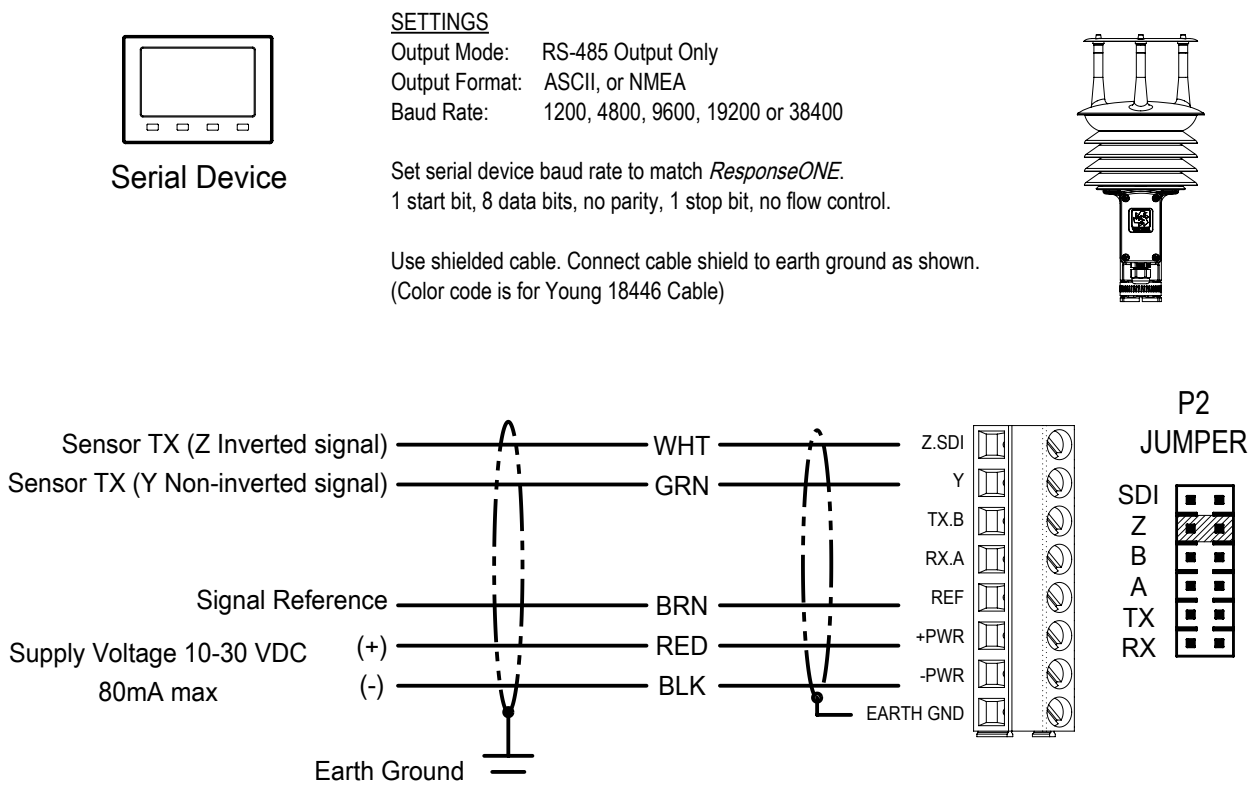 SETTINGS
Output Mode: RS-485 Output Only
Output Format: ASCII, or NMEA
Baud Rate: 1200, 4800, 9600, 19200 or 38400
Serial Device
Set serial device baud rate to match ResponseONE.
1 start bit, 8 data bits, no parity, 1 stop bit, no flow control.
Use shielded cable. Connect cable shield to earth ground as shown.
(Color code is for Young 18446 Cable)
Sensor TX (Z Inverted signal)
Sensor TX (Y Non-inverted signal)
Signal Reference
Supply Voltage 10-30 VDC
80mA max
(+)
(-)
Earth Ground
WHT
GRN
BRN
RED
BLK
Z.SDI
Y
TX.B
RX.A
REF
+PWR
-PWR
EARTH GND
P2
JUMPER
SDI
Z
B
A
TX
RX